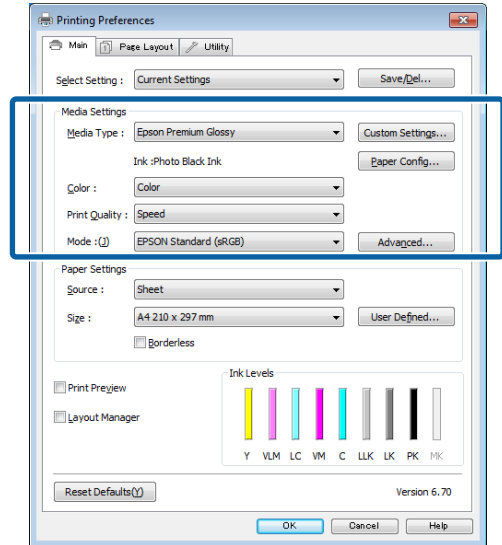 Printing Preferences
Main Page Layout Utility
Select Setting : Current Settings Save/Del...
Media Settings
Media Type : Epson Premium Glossy Custom Settings...
Ink :Photo Black Ink Paper Config...
Color : Color
Print Quality : Speed
Mode :(J) EPSON Standard (sRGB) Advanced...
Paper Settings
Source : Sheet
Size : A4 210 x 297 mm User Defined...
Borderless
Ink Levels
Print Preview
Layout Manager
Y VLM LC VM C LLK LK PK MK
Reset Defaults(Y) Version 6.70
OK Cancel Help